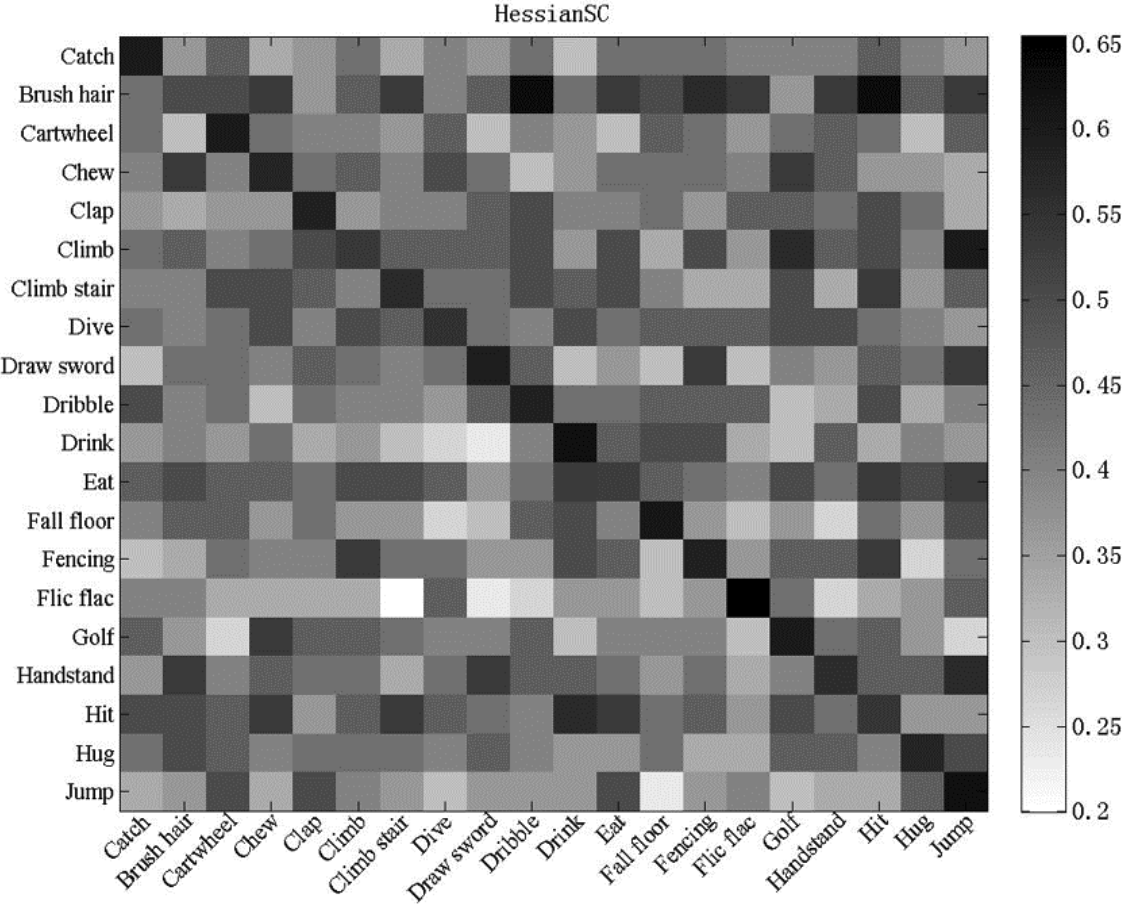 HessianSC
Catch
Brush hair
Cartwheel
Chew
Clap
Climb
Climb stair
Dive
Draw sword
Dribble
Drink
Eat
Fall floor
Fencing
Flic flac
Golf
Handstand
Hit
Hug
Jump
Catch
Brush hair
Cartwheel
Chew
Clap
Climb
Climb stair
Dive
Draw sword
Dribble
Drink
Eat
Fall floor
Fencing
Flic flac
Golf
Handstand
Hit
Hug
Jump
0.65
0.6
0.55
0.5
0.45
0.4
0.35
0.3
0.25
0.2